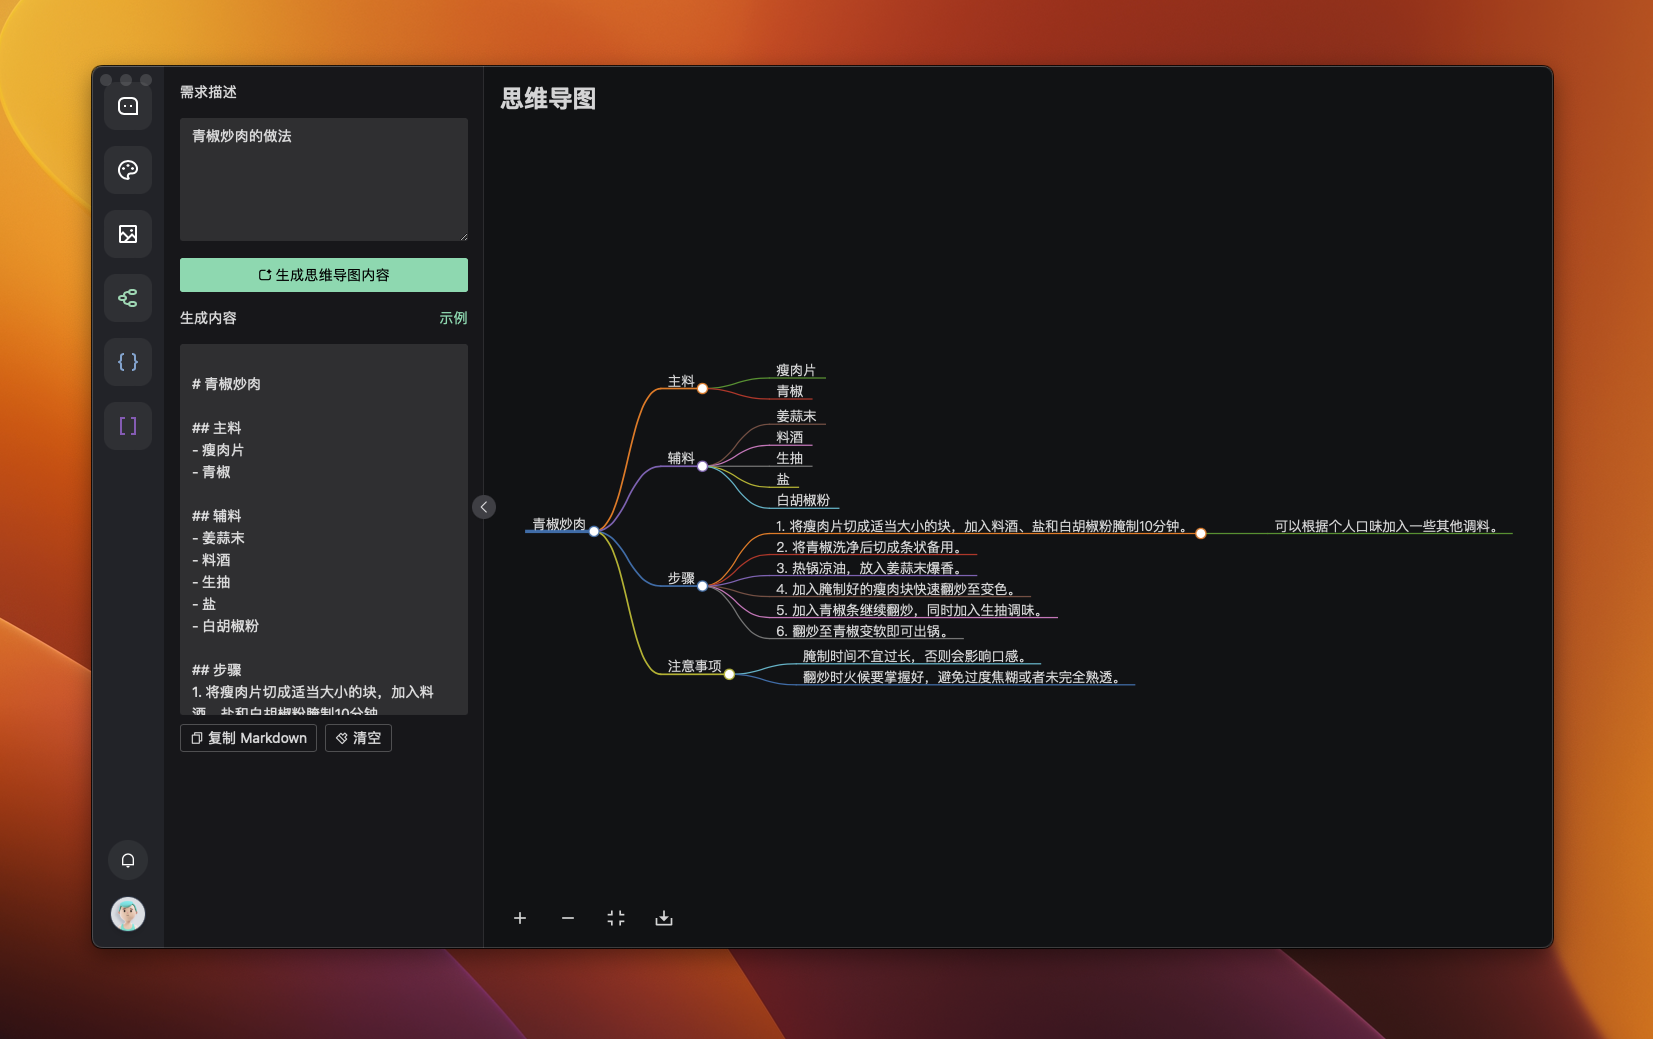 需求描述
青椒炒肉的做法
生成思维导图内容
生成内容
示例
# 青椒炒肉
## 主料
- 瘦肉片
- 青椒
## 辅料
- 姜蒜末
- 料酒
- 生抽
- 盐
- 白胡椒粉
## 步骤
1. 将瘦肉片切成适当大小的块，加入料
酒、盐和白胡椒粉腌制10分钟
复制 Markdown
清空
思维导图
青椒炒肉
主料
瘦肉片
青椒
辅料
姜蒜末
料酒
生抽
盐
白胡椒粉
步骤
1. 将瘦肉片切成适当大小的块，加入料酒、盐和白胡椒粉腌制10分钟。
可以根据个人口味加入一些其他调料。
2. 将青椒洗净后切成条状备用。
3. 热锅凉油，放入姜蒜末爆香。
4. 加入腌制好的瘦肉块快速翻炒至变色。
5. 加入青椒条继续翻炒，同时加入生抽调味。
6. 翻炒至青椒变软即可出锅。
注意事项
腌制时间不宜过长，否则会影响口感。
翻炒时火候要掌握好，避免过度焦糊或者未完全熟透。